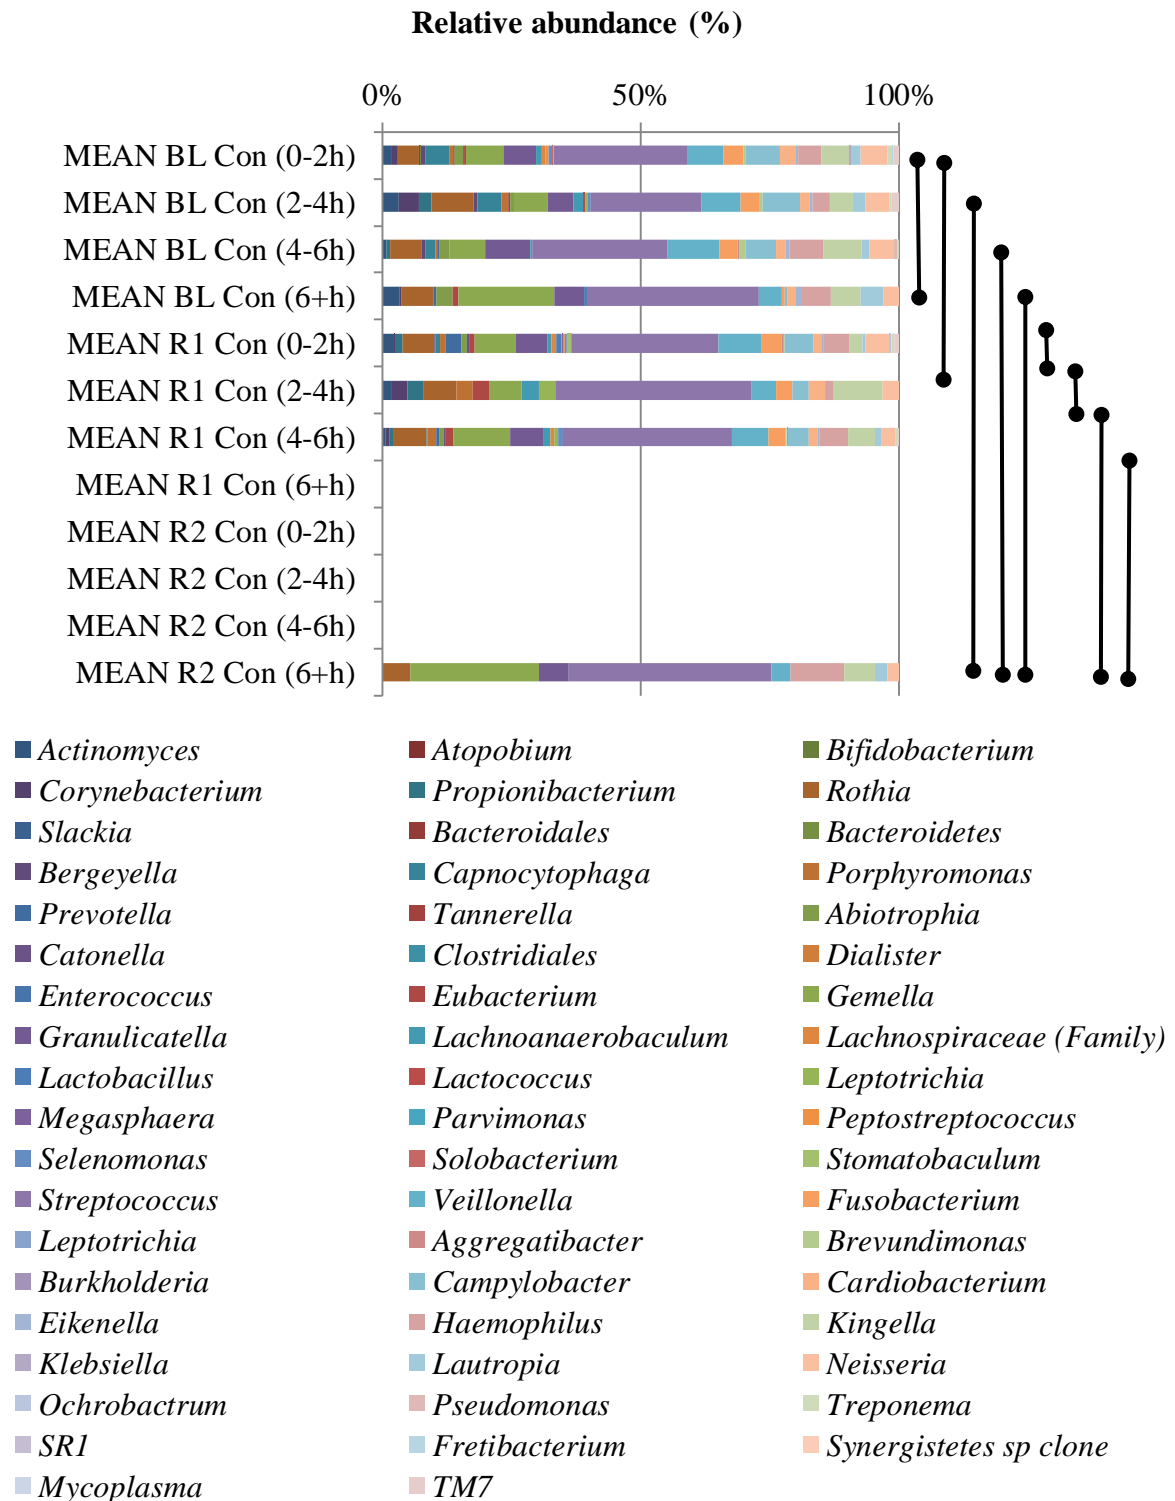 Relative abundance (%)
0% 50% 100%
MEAN BL Con (0-2h)
MEAN BL Con (2-4h)
MEAN BL Con (4-6h)
MEAN BL Con (6+h)
MEAN R1 Con (0-2h)
MEAN R1 Con (2-4h)
MEAN R1 Con (4-6h)
MEAN R1 Con (6+h)
MEAN R2 Con (0-2h)
MEAN R2 Con (2-4h)
MEAN R2 Con (4-6h)
MEAN R2 Con (6+h)
Actinomyces Atopobium Bifidobacterium
Corynebacterium Propionibacterium Rothia
Slackia Bacteroidales Bacteroidetes
Bergeyella Capnocytophaga Porphyromonas
Prevotella Tannerella Abiotrophia
Catonella Clostridiales Dialister
Enterococcus Eubacterium Gemella
Granulicatella Lachnoanaerobaculum Lachnospiraceae (Family)
Lactobacillus Lactococcus Leptotrichia
Megasphaera Parvimonas Peptostreptococcus
Selenomonas Solobacterium Stomatobaculum
Streptococcus Veillonella Fusobacterium
Leptotrichia Aggregatibacter Brevundimonas
Burkholderia Campylobacter Cardiobacterium
Eikenella Haemophilus Kingella
Klebsiella Lautropia Neisseria
Ochrobactrum Pseudomonas Treponema
SR1 Fretibacterium Synergistetes sp clone
Mycoplasma TM7